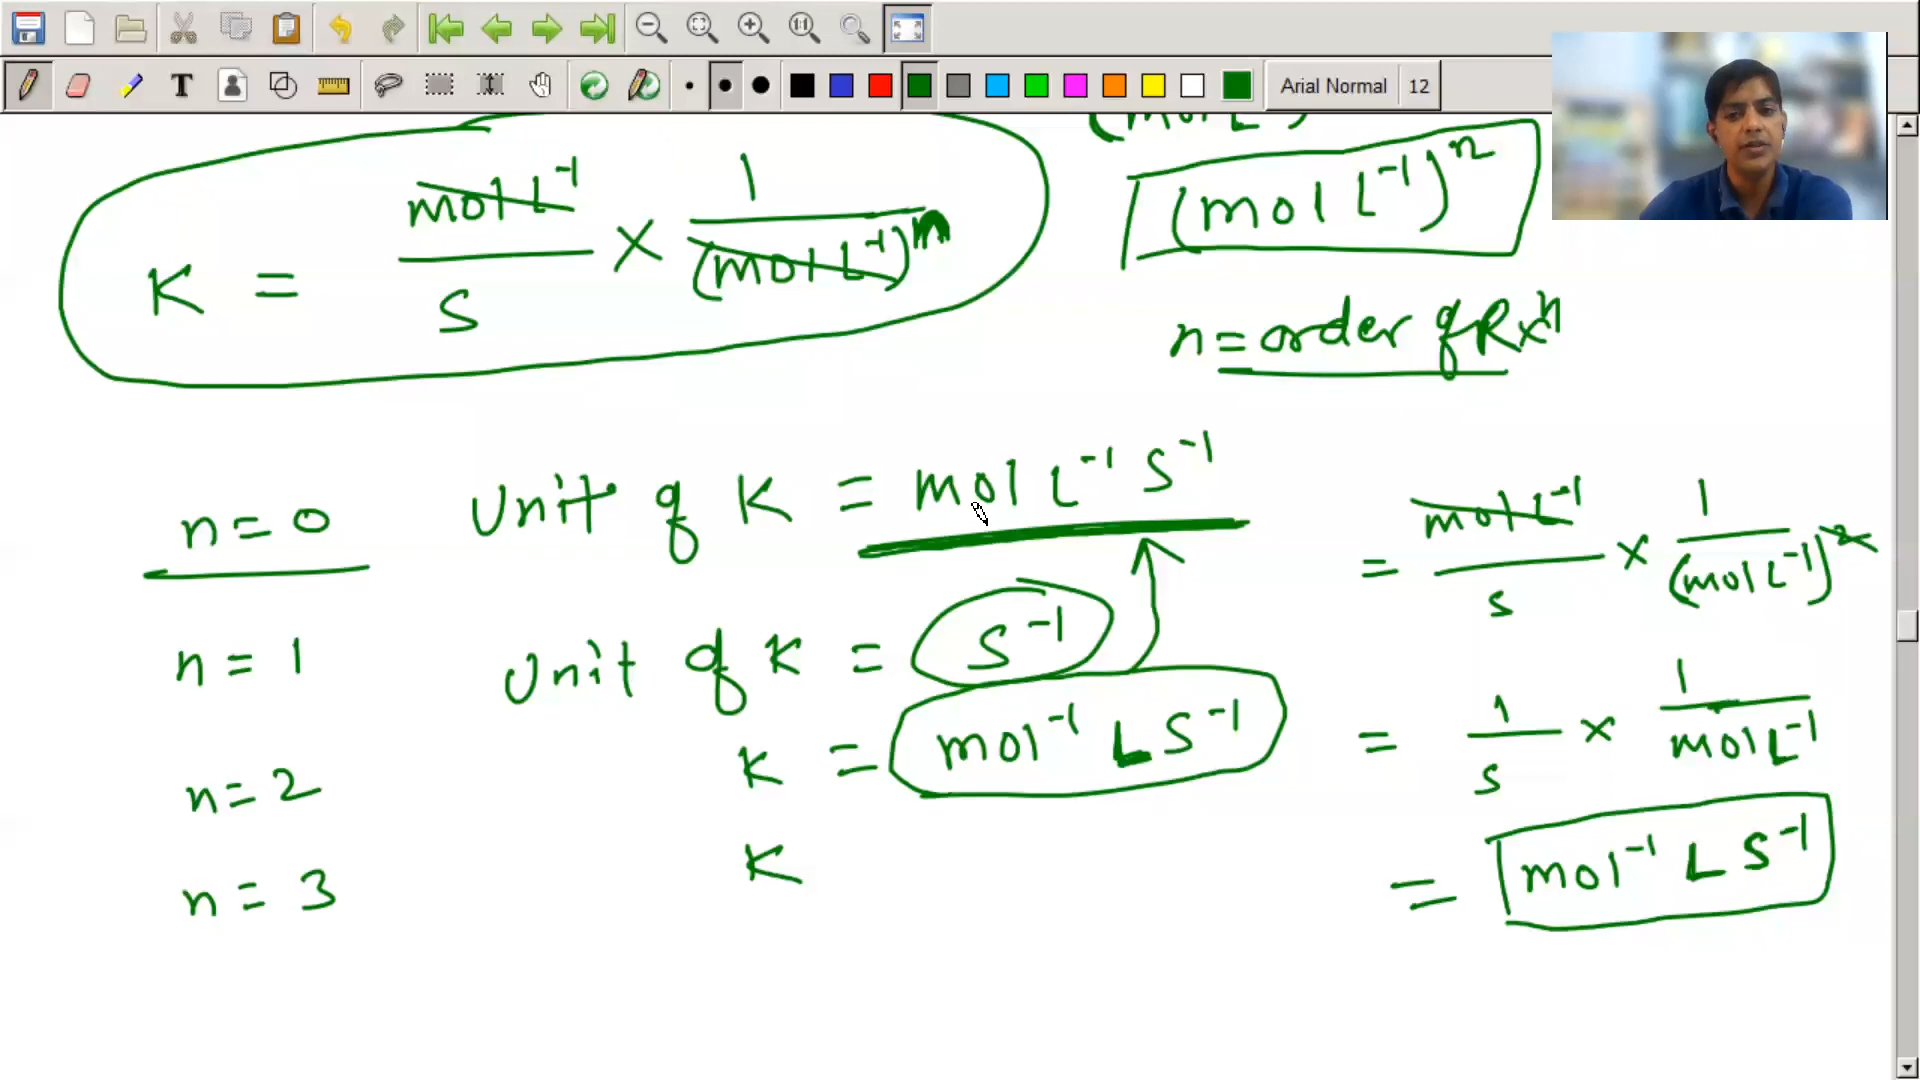 Arial Normal 12
K = mol L⁻¹ / S × 1 / (mol L⁻¹)ⁿ
(mol L⁻¹)ⁿ
n = order of Rxⁿ
n = 0 Unit of K = mol L⁻¹ S⁻¹
= mol L⁻¹ / s × 1 / (mol L⁻¹)²
n = 1 Unit of K = S⁻¹
n = 2 K = mol⁻¹ L S⁻¹
= 1 / s × 1 / mol L⁻¹
n = 3 K
= mol⁻¹ L S⁻¹